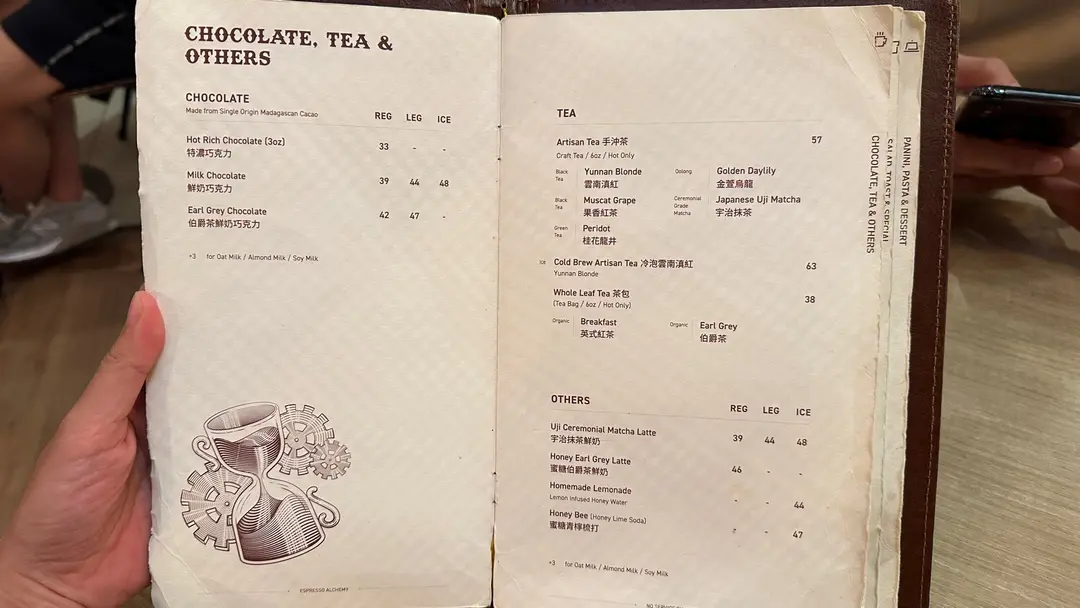 CHOCOLATE, TEA &
OTHERS
CHOCOLATE
Made from Single Origin Madagascan Cacao
REG LEG ICE
Hot Rich Chocolate (3oz) 33 - -
特濃巧克力
Milk Chocolate 39 44 48
鮮奶巧克力
Earl Grey Chocolate 42 47 -
伯爵茶鮮奶巧克力
+3 for Oat Milk / Almond Milk / Soy Milk
ESPRESSO ALCHEMY
TEA
Artisan Tea 手沖茶 57
Craft Tea / 6oz / Hot Only
Black Tea Yunnan Blonde
雲南滇紅
Oolong Golden Daylily
金萱烏龍
Black Tea Muscat Grape
果香紅茶
Ceremonial Grade Matcha Japanese Uji Matcha
宇治抹茶
Green Tea Peridot
桂花龍井
ICE Cold Brew Artisan Tea 冷泡雲南滇紅 63
Yunnan Blonde
Whole Leaf Tea 茶包 38
(Tea Bag / 6oz / Hot Only)
Organic Breakfast
英式紅茶
Organic Earl Grey
伯爵茶
OTHERS
REG LEG ICE
Uji Ceremonial Matcha Latte 39 44 48
宇治抹茶鮮奶
Honey Earl Grey Latte 46 - -
蜜糖伯爵茶鮮奶
Homemade Lemonade - - 44
Lemon Infused Honey Water
Honey Bee (Honey Lime Soda) - - 47
蜜糖青檸梳打
+3 for Oat Milk / Almond Milk / Soy Milk
CHOCOLATE, TEA & OTHERS
SALAD, TOAST & SPECIAL
PANINI, PASTA & DESSERT